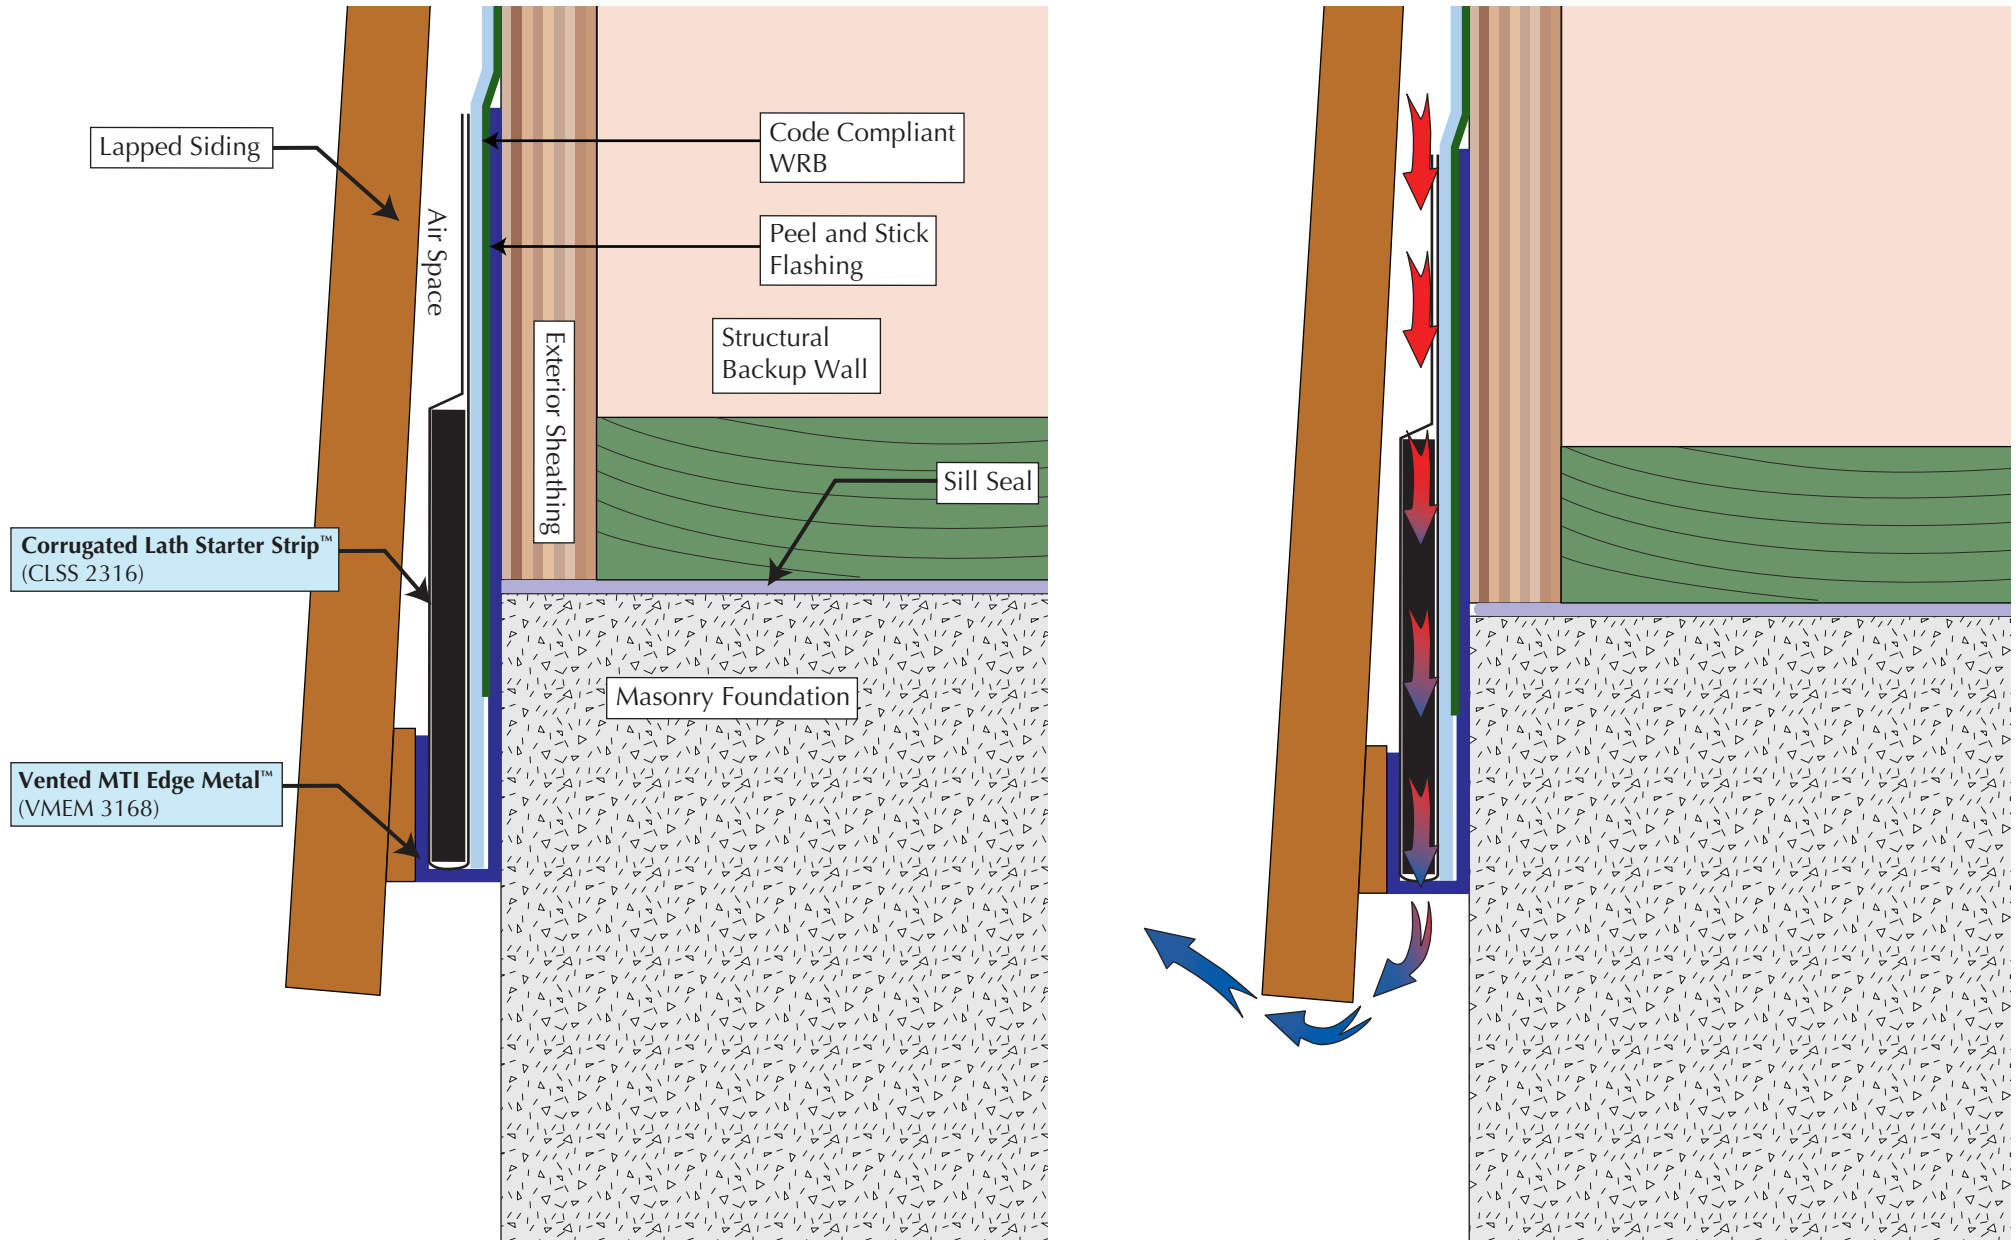 Lapped Siding
Code Compliant
WRB
Air Space
Peel and Stick
Flashing
Structural
Backup Wall
Exterior Sheathing
Sill Seal
Corrugated Lath Starter Strip™
(CLSS 2316)
Masonry Foundation
Vented MTI Edge Metal™
(VMEM 3168)